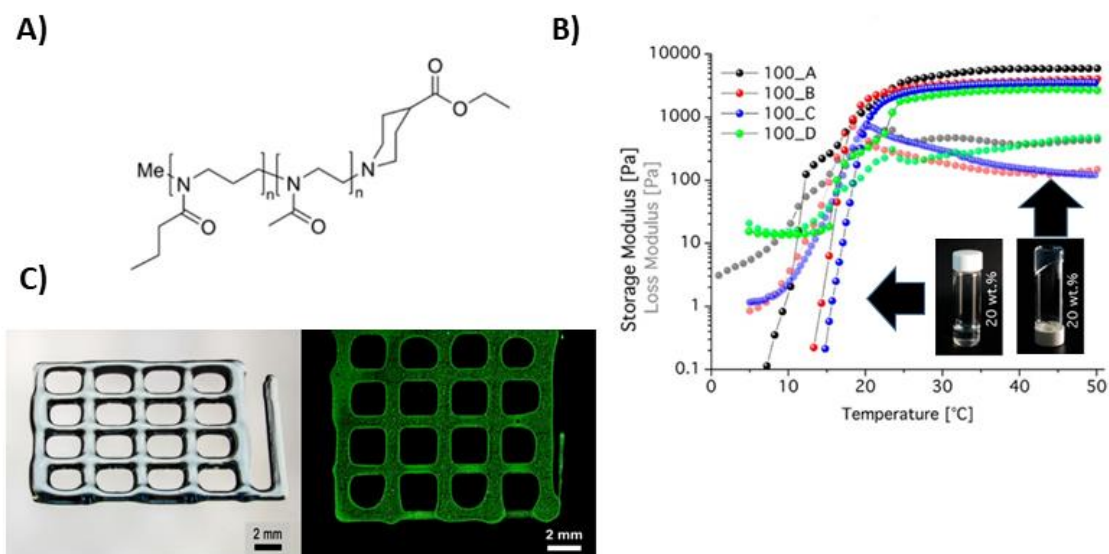 A)
O
O
Me
N
n
N
n
N
O
O
B)
10000
1000
100
10
1
0.1
100_A
100_B
100_C
100_D
Storage Modulus [Pa]
Loss Modulus [Pa]
20 wt.%
20 wt.%
0 10 20 30 40 50
Temperature [°C]
C)
2 mm
2 mm